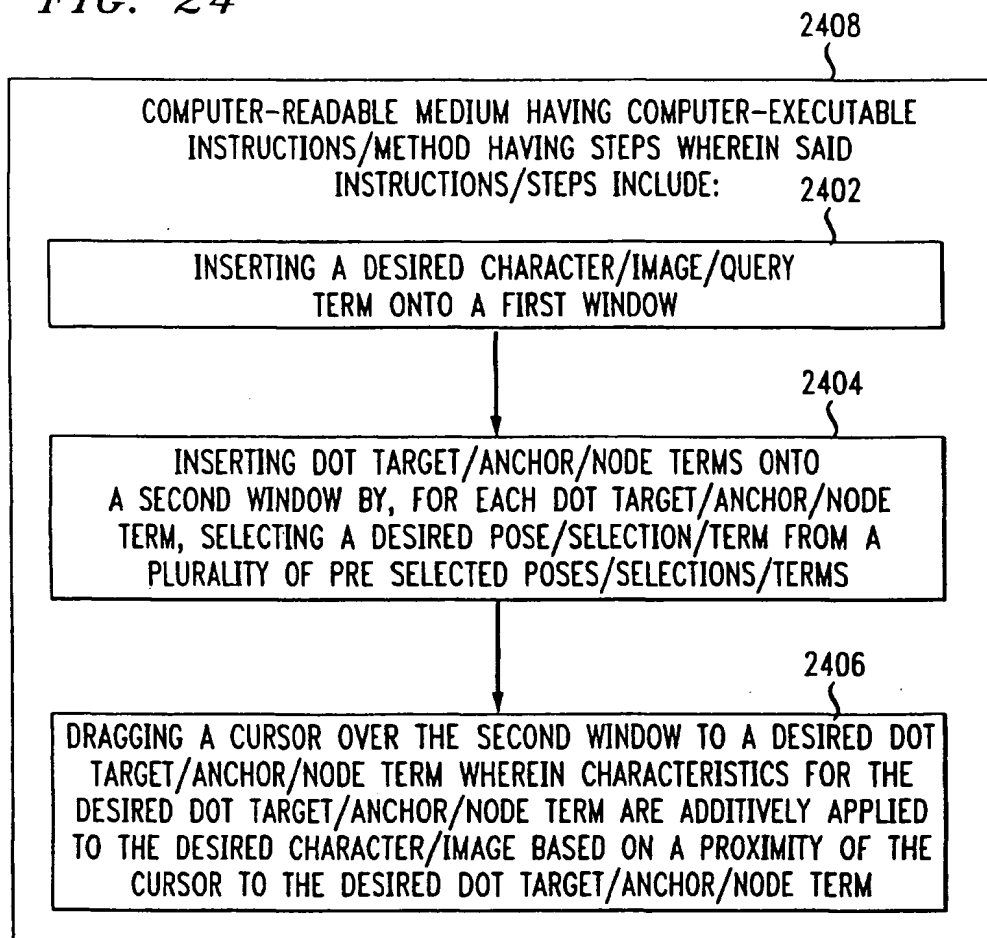 FIG. 24
2408
COMPUTER-READABLE MEDIUM HAVING COMPUTER-EXECUTABLE
INSTRUCTIONS/METHOD HAVING STEPS WHEREIN SAID
INSTRUCTIONS/STEPS INCLUDE:
2402
INSERTING A DESIRED CHARACTER/IMAGE/QUERY
TERM ONTO A FIRST WINDOW
2404
INSERTING DOT TARGET/ANCHOR/NODE TERMS ONTO
A SECOND WINDOW BY, FOR EACH DOT TARGET/ANCHOR/NODE
TERM, SELECTING A DESIRED POSE/SELECTION/TERM FROM A
PLURALITY OF PRE SELECTED POSES/SELECTIONS/TERMS
2406
DRAGGING A CURSOR OVER THE SECOND WINDOW TO A DESIRED DOT
TARGET/ANCHOR/NODE TERM WHEREIN CHARACTERISTICS FOR THE
DESIRED DOT TARGET/ANCHOR/NODE TERM ARE ADDITIVELY APPLIED
TO THE DESIRED CHARACTER/IMAGE BASED ON A PROXIMITY OF THE
CURSOR TO THE DESIRED DOT TARGET/ANCHOR/NODE TERM